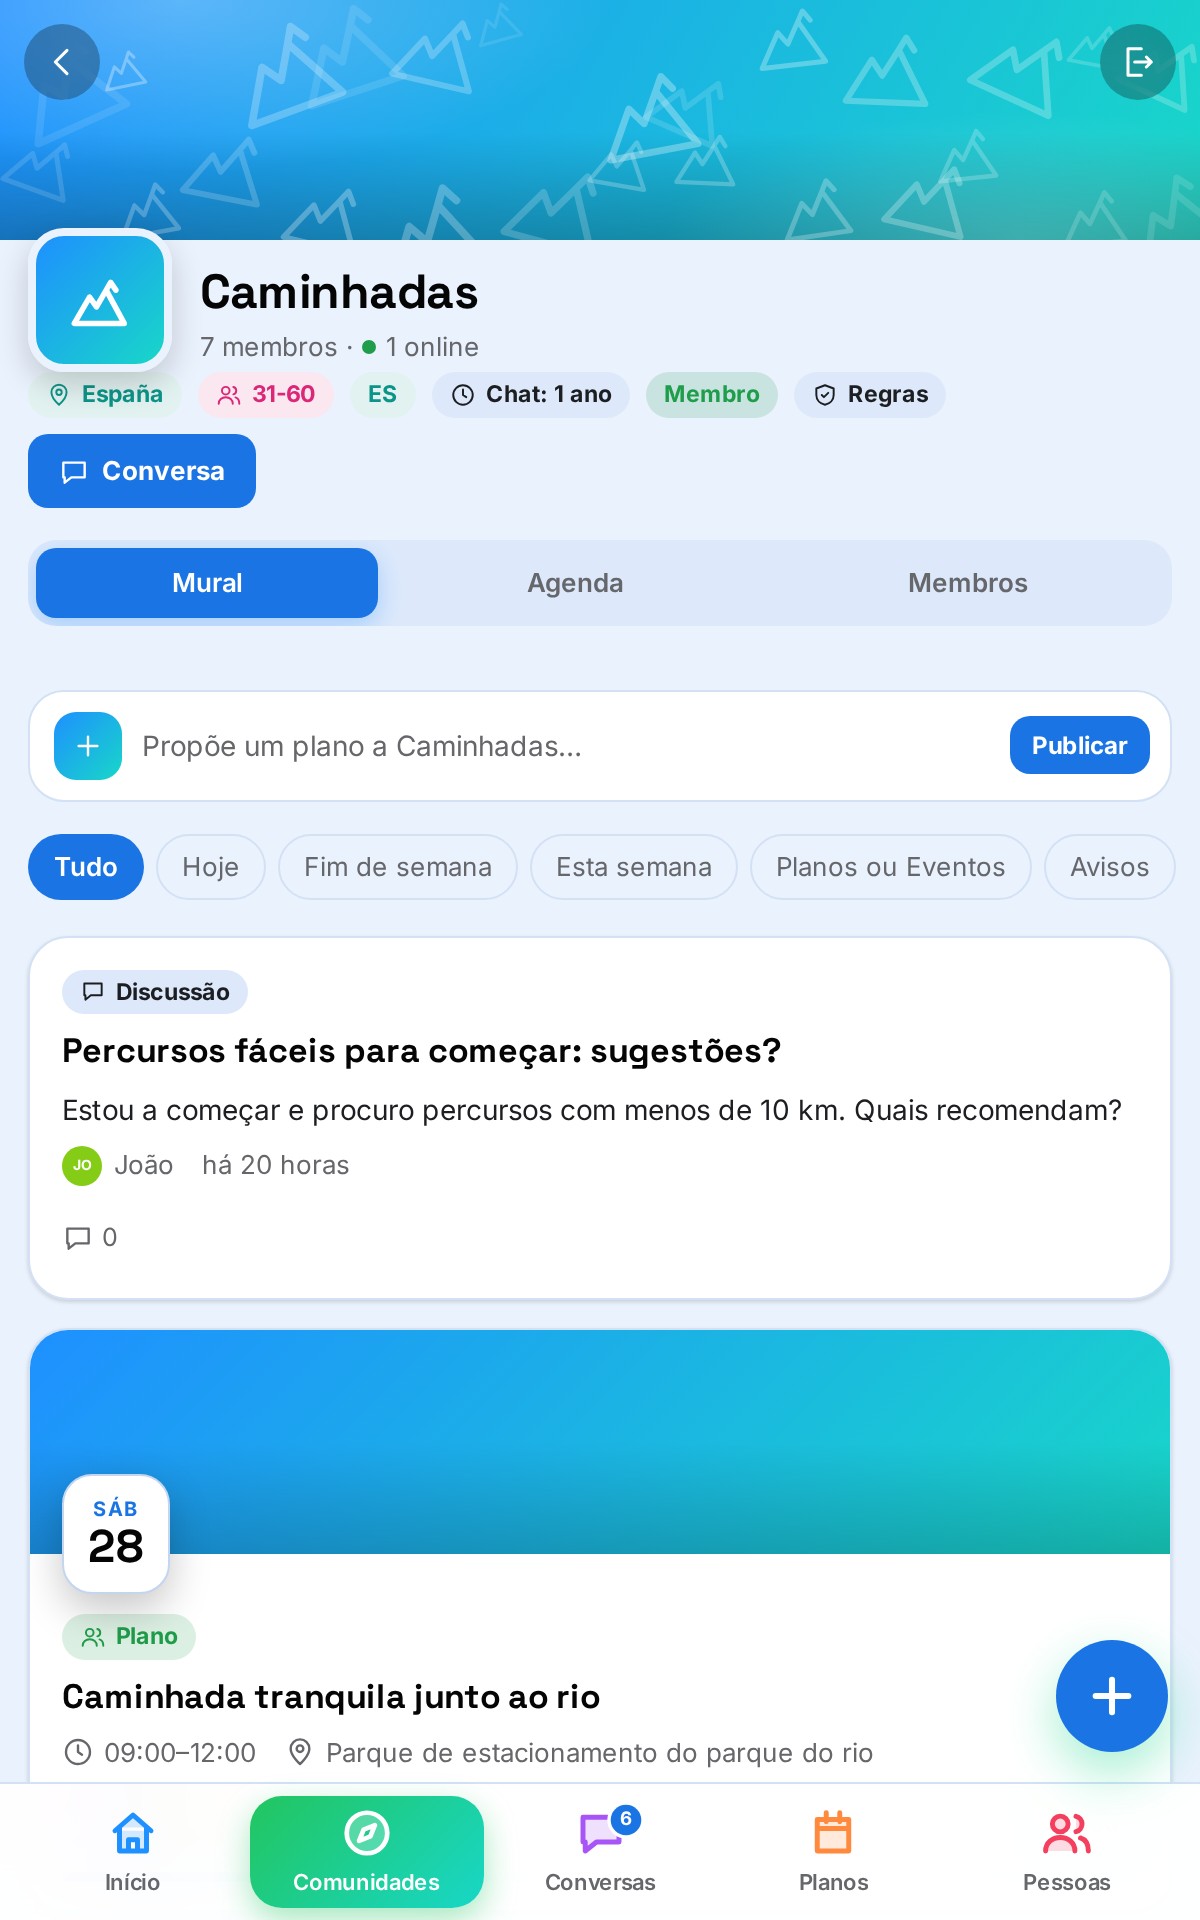 Caminhadas
7 membros · 1 online
España 31-60 ES Chat: 1 ano Membro Regras
Conversa
Mural Agenda Membros
Propõe um plano a Caminhadas... Publicar
Tudo Hoje Fim de semana Esta semana Planos ou Eventos Avisos
Discussão
Percursos fáceis para começar: sugestões?
Estou a começar e procuro percursos com menos de 10 km. Quais recomendam?
JO João há 20 horas
0
SÁB
28
Plano
Caminhada tranquila junto ao rio
09:00–12:00 Parque de estacionamento do parque do rio
6
Início Comunidades Conversas Planos Pessoas